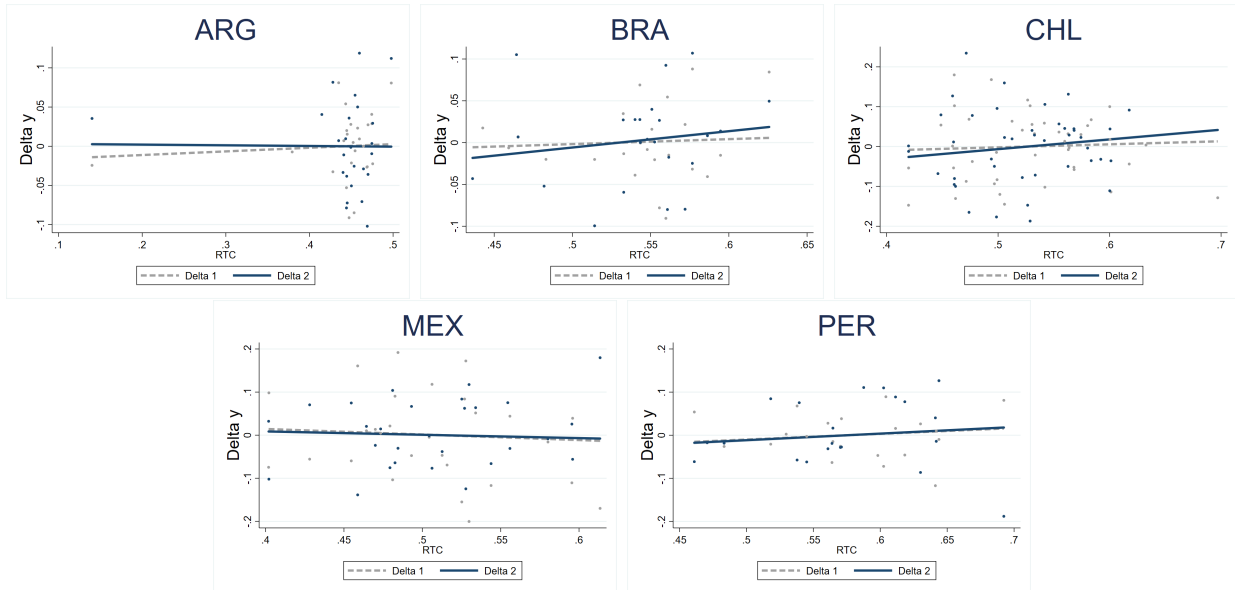 ARG
Delta y
.1
.05
0
-.05
-.1
.1
.2
.3
.4
.5
RTC
Delta 1
Delta 2
BRA
Delta y
.1
.05
0
-.05
-.1
.45
.5
.55
.6
.65
RTC
Delta 1
Delta 2
CHL
Delta y
.2
.1
0
-.1
-.2
.4
.5
.6
.7
RTC
Delta 1
Delta 2
MEX
Delta y
.2
.1
0
-.1
-.2
.4
.45
.5
.55
.6
RTC
Delta 1
Delta 2
PER
Delta y
.2
.1
0
-.1
-.2
.45
.5
.55
.6
.65
.7
RTC
Delta 1
Delta 2